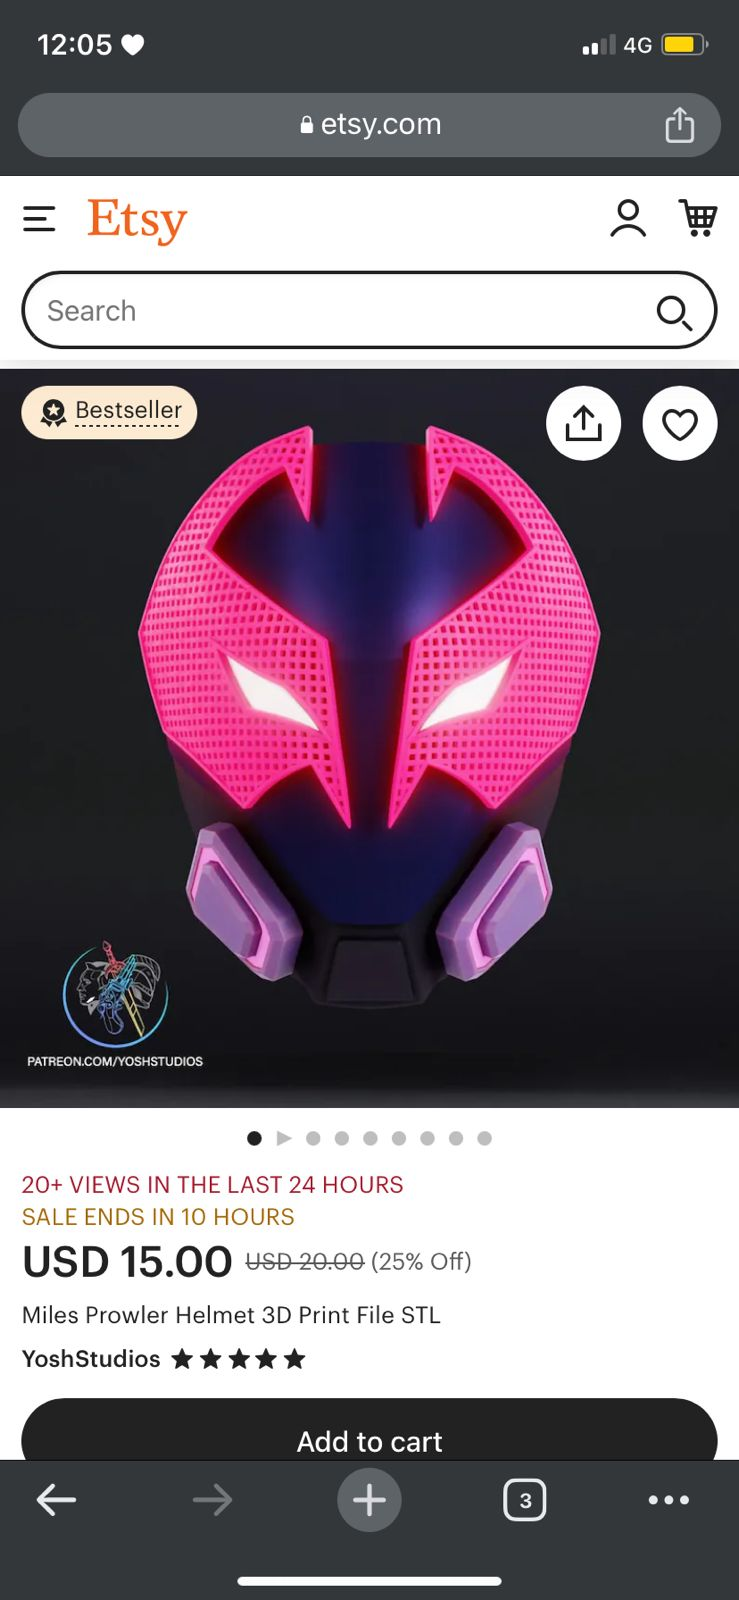 12:05
4G
etsy.com
Etsy
Search
Bestseller
PATREON.COM/YOSHSTUDIOS
20+ VIEWS IN THE LAST 24 HOURS
SALE ENDS IN 10 HOURS
USD 15.00 USD 20.00 (25% Off)
Miles Prowler Helmet 3D Print File STL
YoshStudios
Add to cart
3